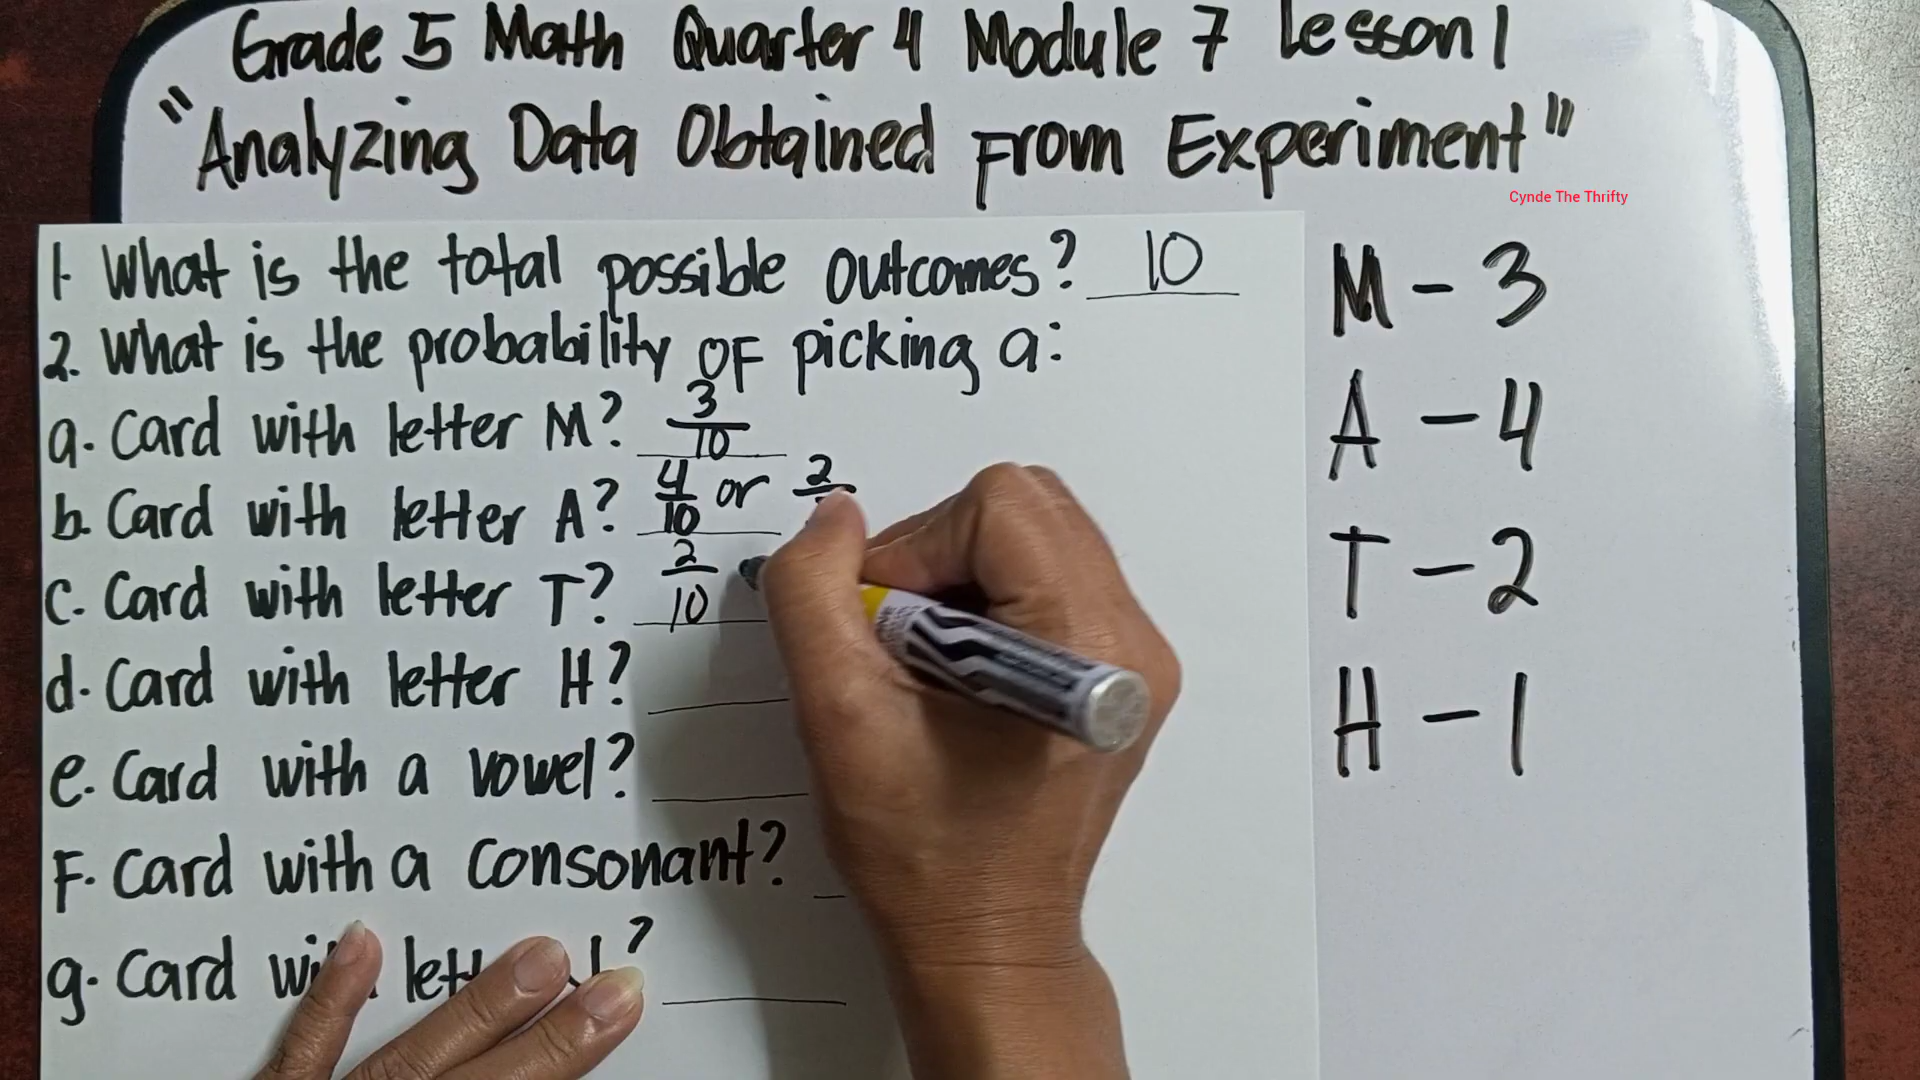 Grade 5 Math Quarter 4 Module 7 Lesson 1
"Analyzing Data Obtained From Experiment"
Cynde The Thrifty
1. What is the total possible outcomes? 10
2. What is the probability of picking a:
a. Card with letter M? 3/10
b. Card with letter A? 4/10 or 2/
c. Card with letter T? 2/10
d. Card with letter H?
e. Card with a vowel?
F. Card with a consonant?
g. Card ?
M - 3
A - 4
T - 2
H - 1